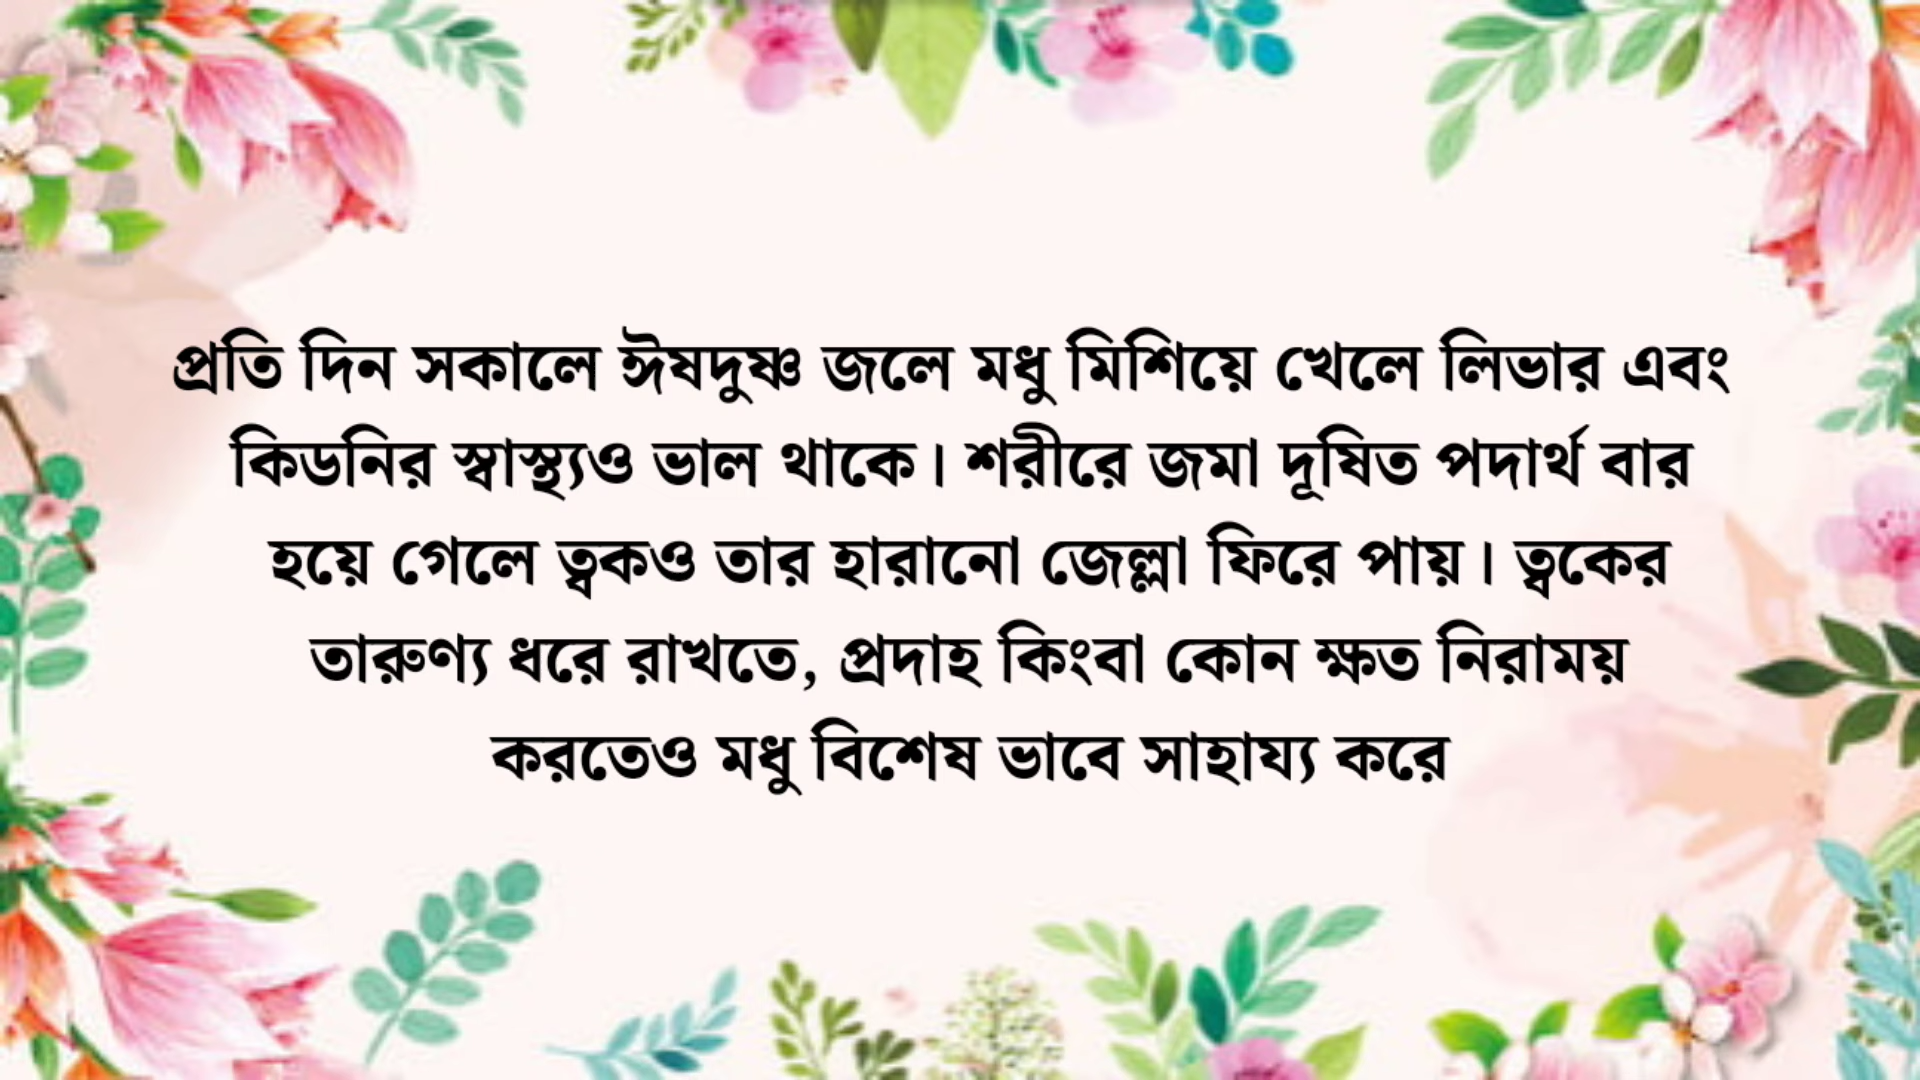 প্রতি দিন সকালে ঈষদুষ্ণ জলে মধু মিশিয়ে খেলে লিভার এবং
কিডনির স্বাস্থ্যও ভাল থাকে। শরীরে জমা দূষিত পদার্থ বার
হয়ে গেলে ত্বকও তার হারানো জেল্লা ফিরে পায়। ত্বকের
তারুণ্য ধরে রাখতে, প্রদাহ কিংবা কোন ক্ষত নিরাময়
করতেও মধু বিশেষ ভাবে সাহায্য করে